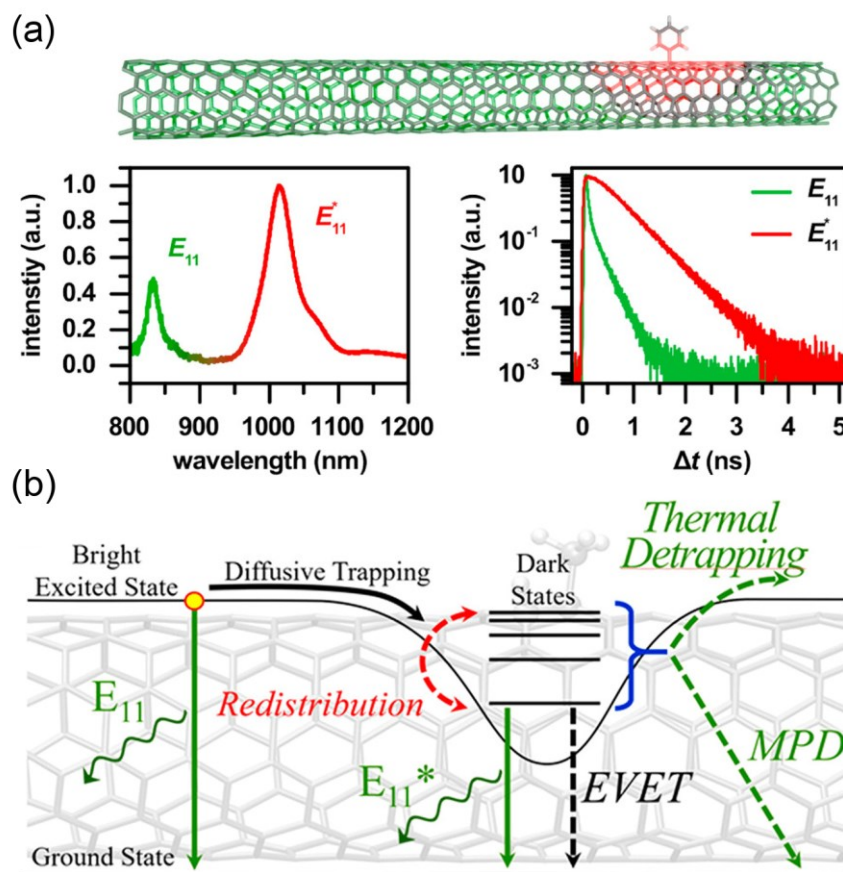 (a)
intenstiy (a.u.)
1.0
0.8
0.6
0.4
0.2
0.0
E11
E*11
800 900 1000 1100 1200
wavelength (nm)
intensity (a.u.)
10
10-1
10-2
10-3
E11
E*11
0 1 2 3 4 5
Δt (ns)
(b)
Bright
Excited State
Diffusive Trapping
Dark
States
Thermal
Detrapping
E11
Redistribution
E11*
EVET
MPD
Ground State